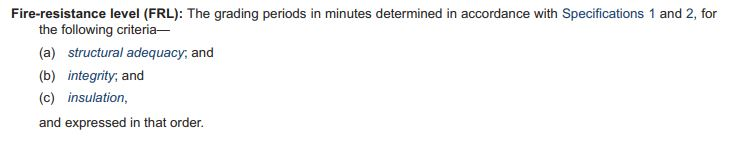 Fire-resistance level (FRL): The grading periods in minutes determined in accordance with Specifications 1 and 2, for
the following criteria—
(a) structural adequacy; and
(b) integrity; and
(c) insulation,
and expressed in that order.